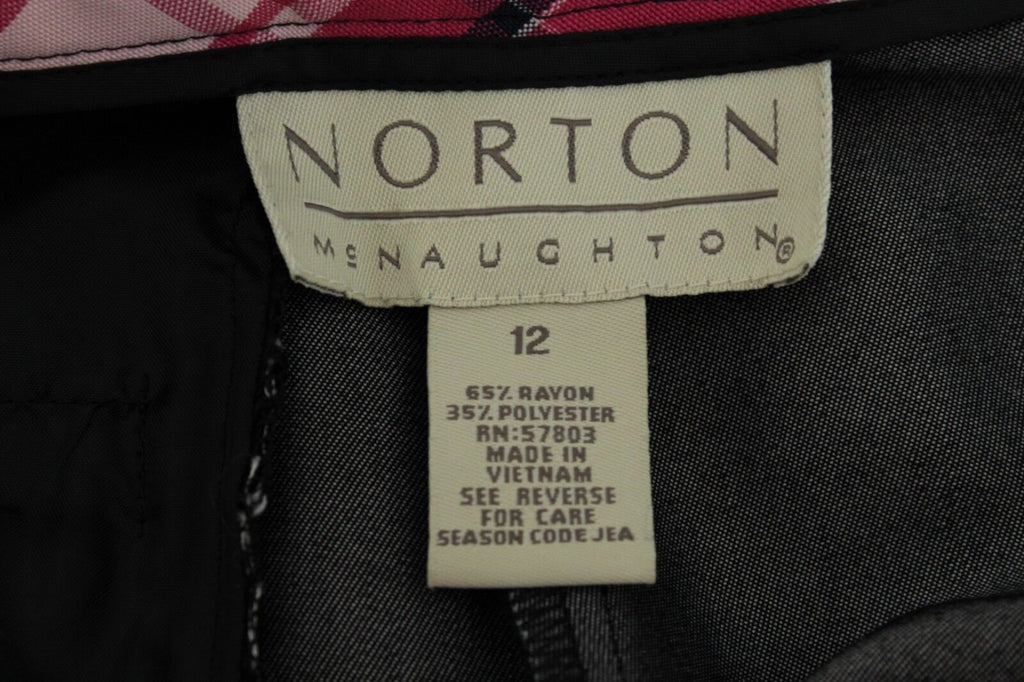 NORTON
McNAUGHTON®
12
65% RAYON
35% POLYESTER
RN:57803
MADE IN
VIETNAM
SEE REVERSE
FOR CARE
SEASON CODE JEA